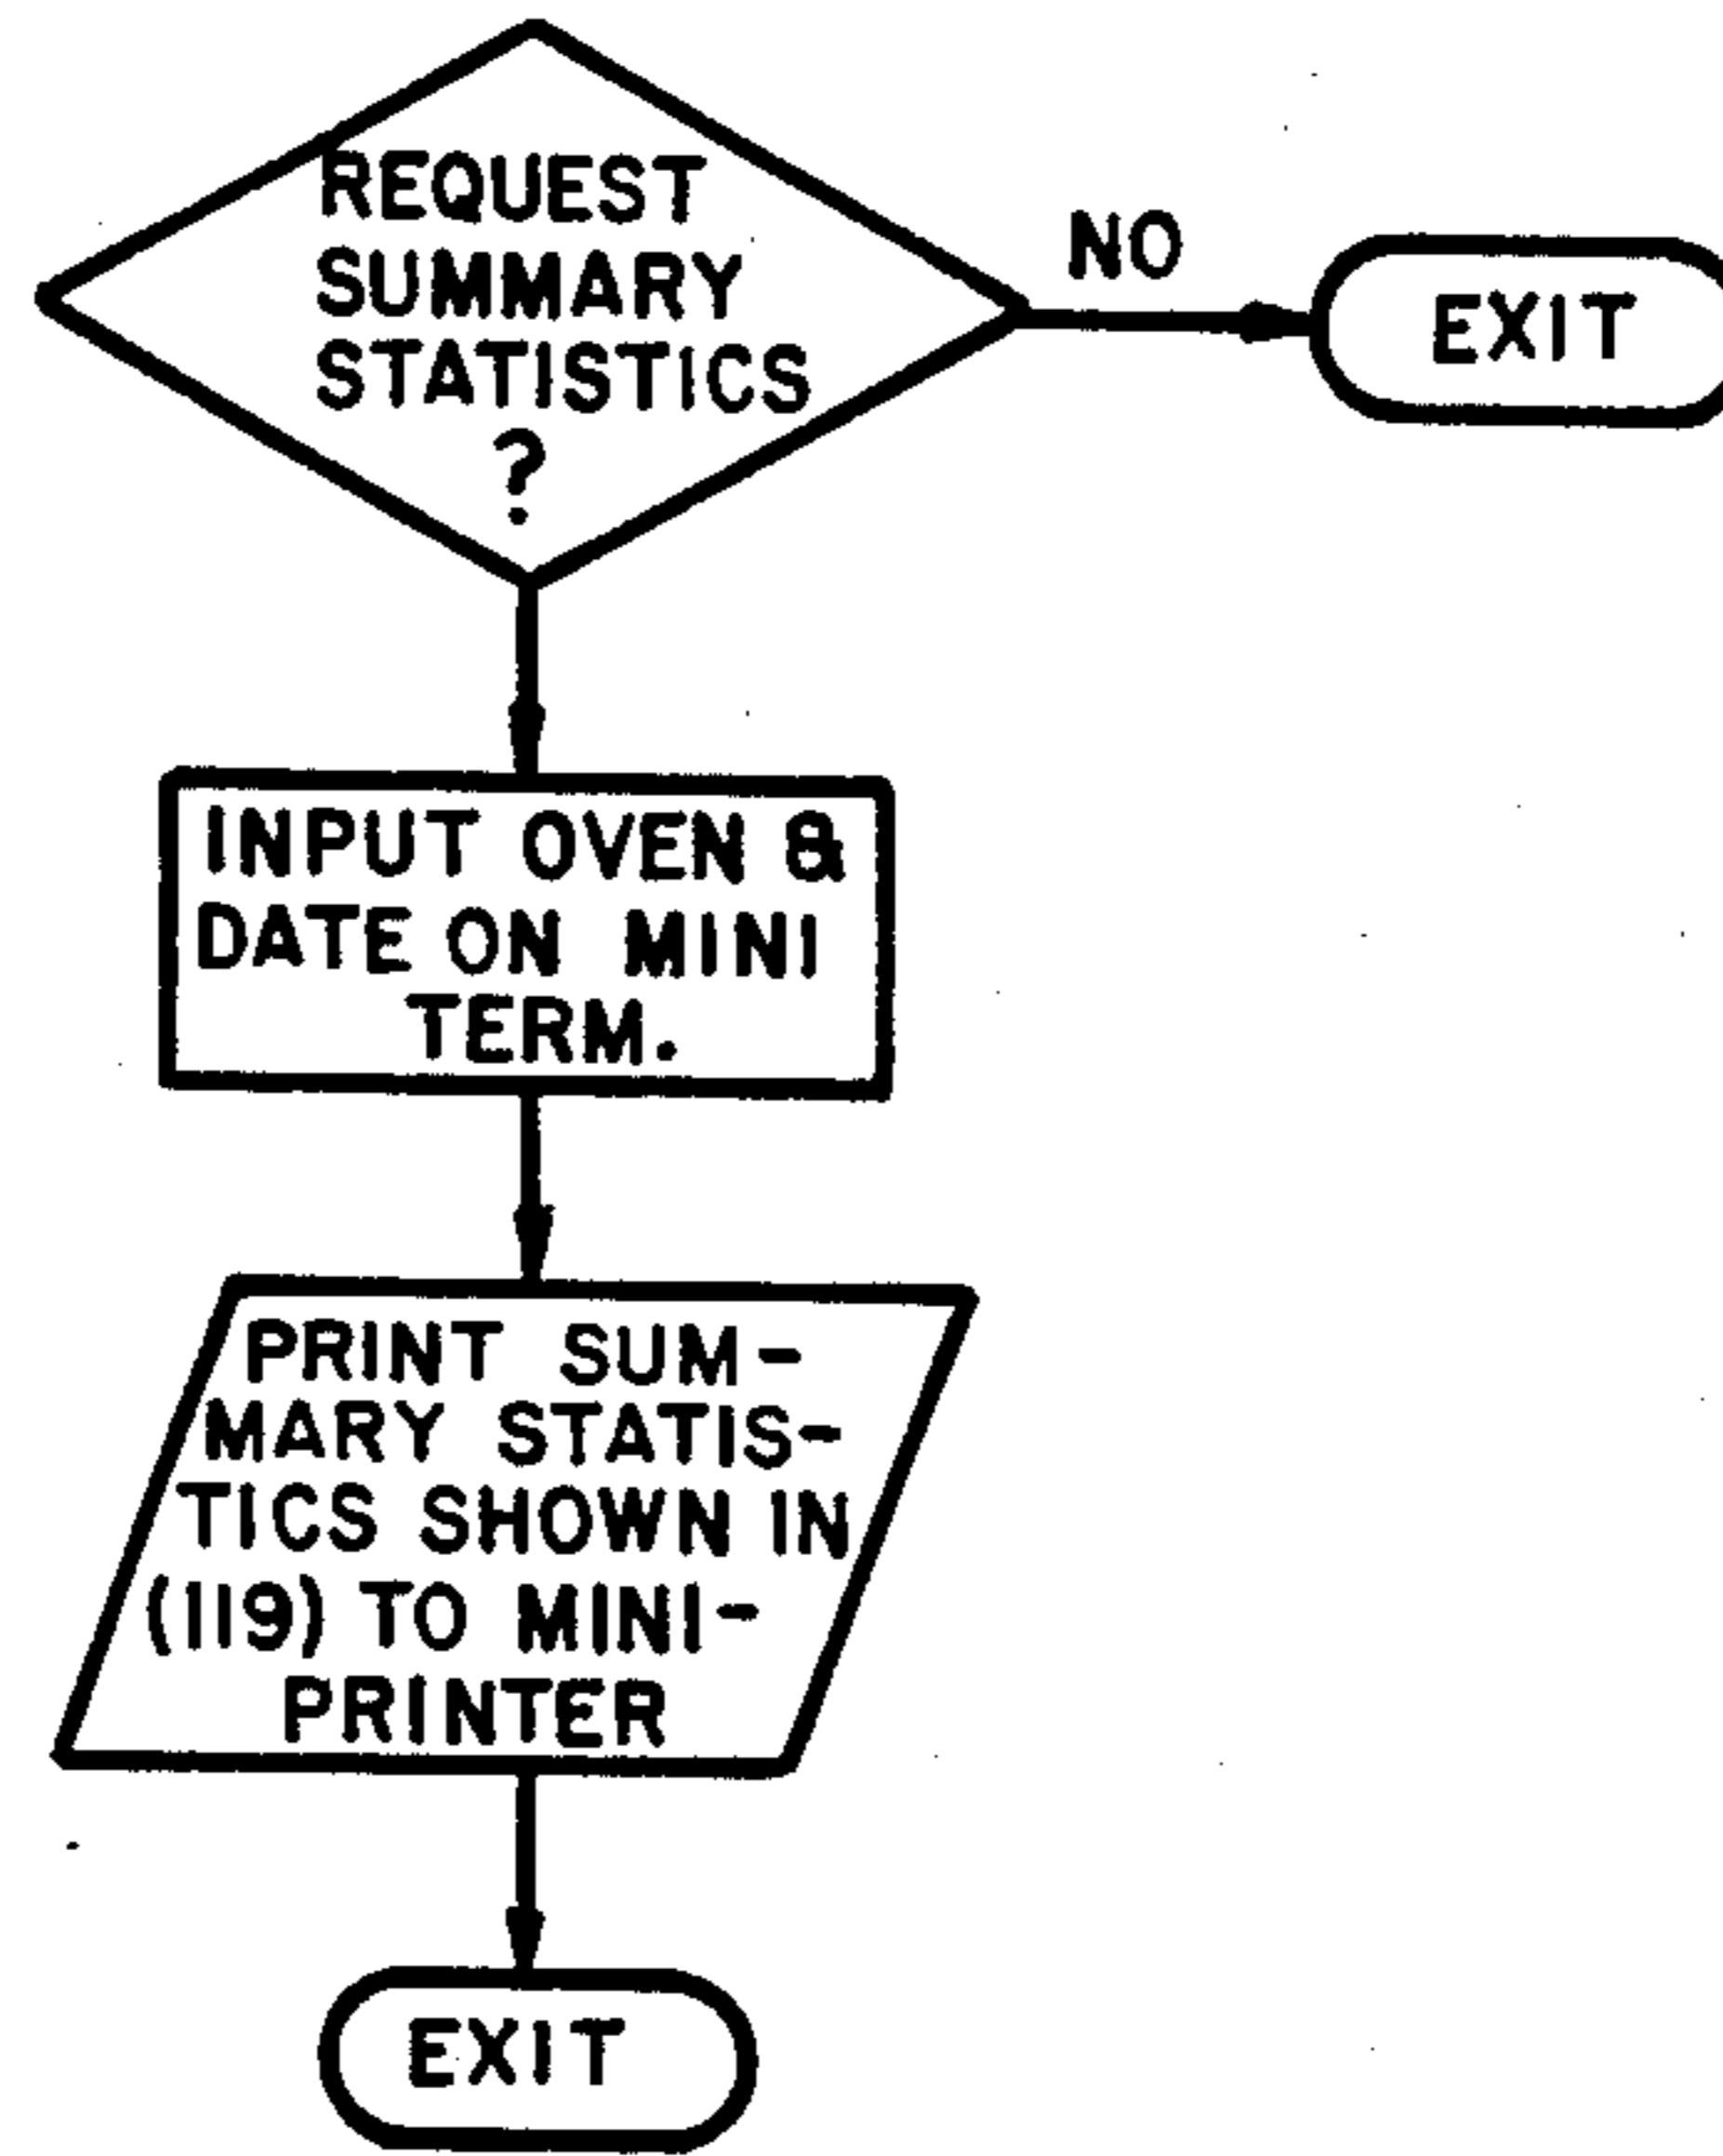 REQUEST
SUMMARY
STATISTICS
?
NO
EXIT
INPUT OVEN &
DATE ON MINI
TERM.
PRINT SUM-
MARY STATIS-
TICS SHOWN IN
(119) TO MINI-
PRINTER
EXIT